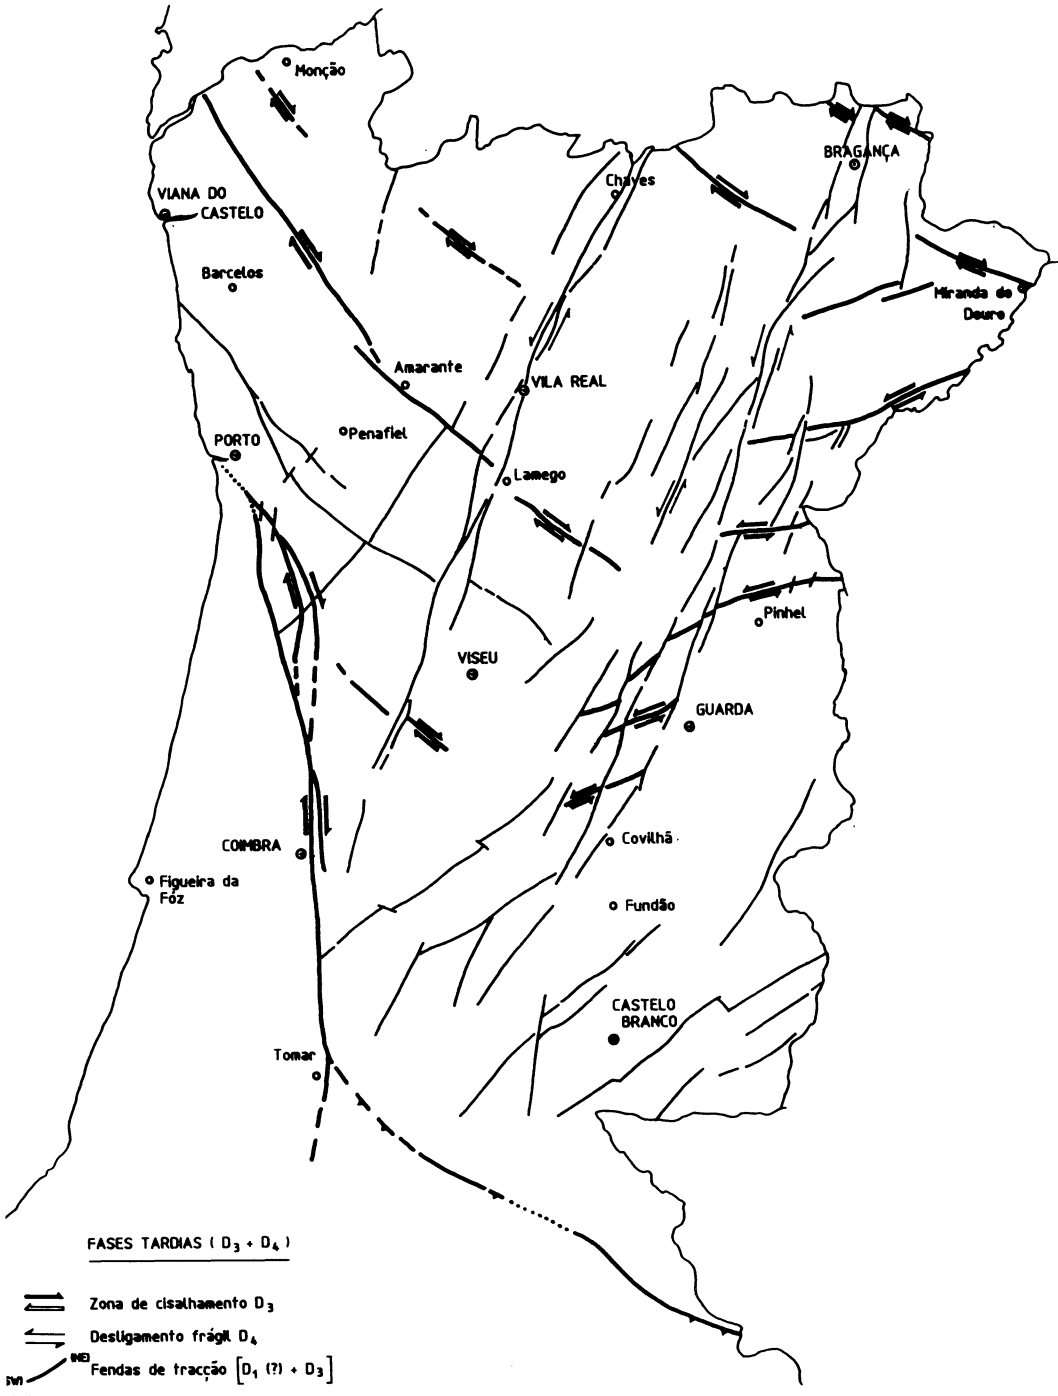 Monção
BRAGANÇA
Chaves
VIANA DO
CASTELO
Barcelos
Miranda do
Douro
Amarante
VILA REAL
PORTO
Penafiel
Lamego
Pinhel
VISEU
GUARDA
COIMBRA
Covilhã
Figueira da
Fóz
Fundão
CASTELO
BRANCO
Tomar
FASES TARDIAS ( D3 + D4 )
Zona de cisalhamento D3
Desligamento frágil D4
(NE)
(SW)
Fendas de tracção [D1 (?) + D3]